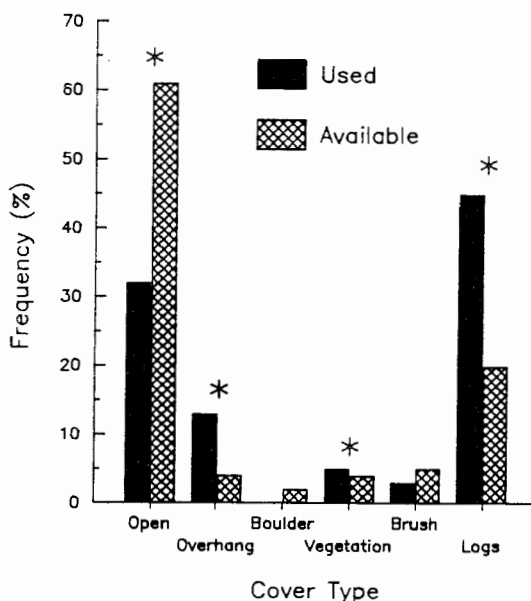 70
60
50
40
30
20
10
0
Frequency (%)
Used
Available
*
*
*
*
Open
Boulder
Brush
Overhang
Vegetation
Logs
Cover Type